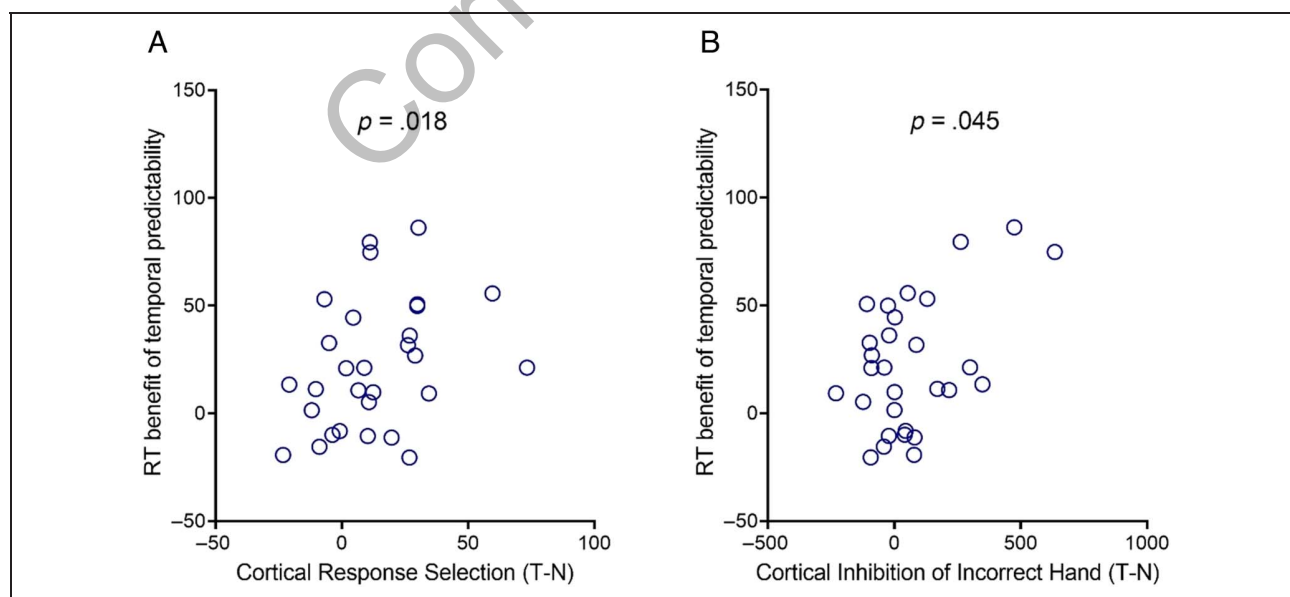 A
RT benefit of temporal predictability
150
100
50
0
–50
p = .018
–50 0 50 100
Cortical Response Selection (T-N)
B
RT benefit of temporal predictability
150
100
50
0
–50
p = .045
–500 0 500 1000
Cortical Inhibition of Incorrect Hand (T-N)